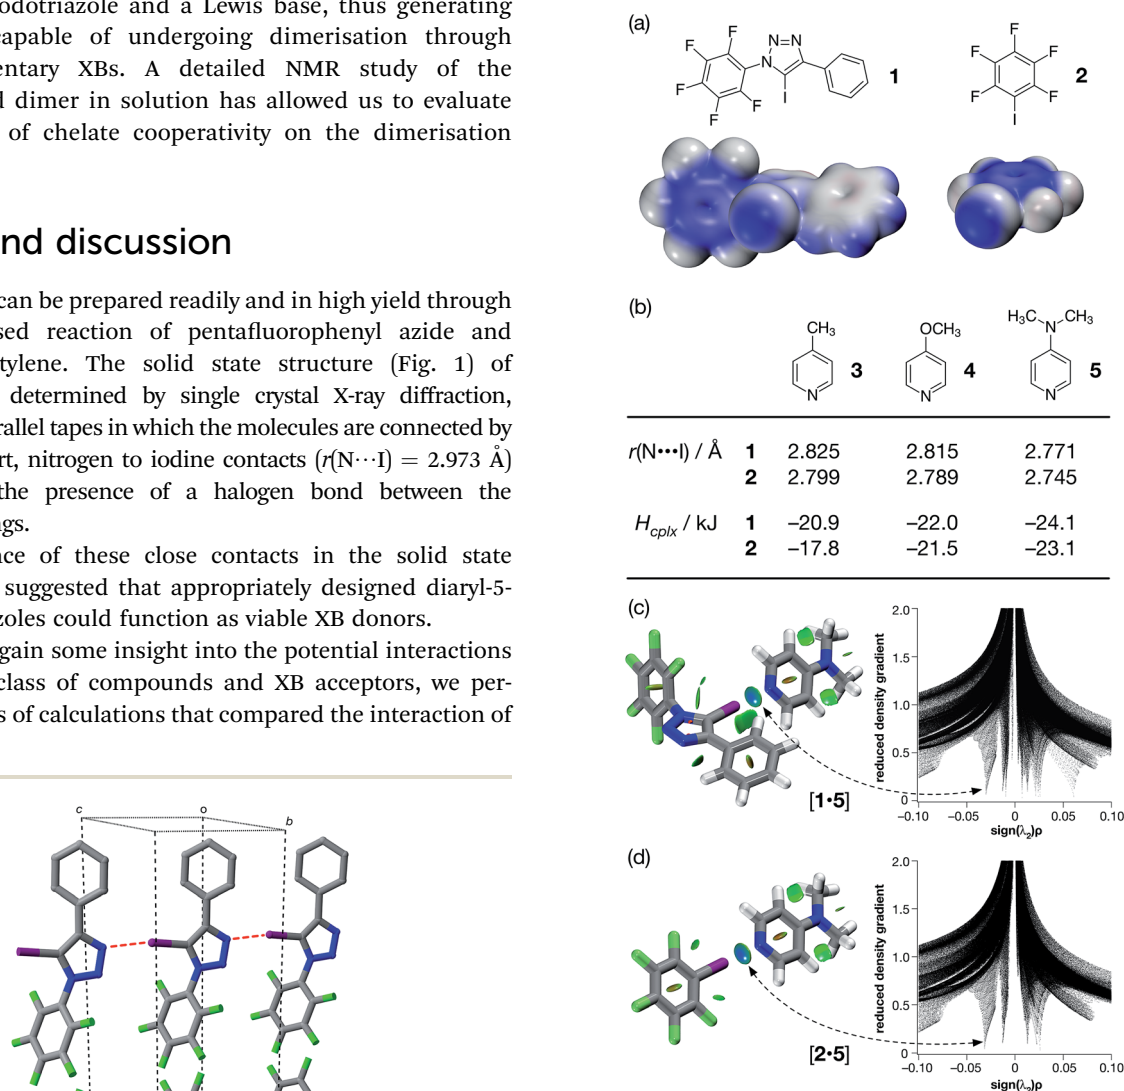 odotriazole and a Lewis base, thus generating
capable of undergoing dimerisation through
entary XBs. A detailed NMR study of the
d dimer in solution has allowed us to evaluate
of chelate cooperativity on the dimerisation
nd discussion
can be prepared readily and in high yield through
sed reaction of pentafluorophenyl azide and
tylene. The solid state structure (Fig. 1) of
determined by single crystal X-ray diffraction,
rallel tapes in which the molecules are connected by
rt, nitrogen to iodine contacts (r(N···I) = 2.973 Å)
the presence of a halogen bond between the
ngs.
nce of these close contacts in the solid state
suggested that appropriately designed diaryl-5-
zoles could function as viable XB donors.
gain some insight into the potential interactions
class of compounds and XB acceptors, we per-
s of calculations that compared the interaction of
c o b
(a)
F F N N
F N
F F I
F
1
F
F F
F F
I
2
(b)
CH₃
N
3
OCH₃
N
4
H₃C N CH₃
N
5
r(N•••I) / Å 1 2.825 2.815 2.771
2 2.799 2.789 2.745
H_cplx / kJ 1 –20.9 –22.0 –24.1
2 –17.8 –21.5 –23.1
(c)
[1•5]
reduced density gradient
2.0
1.5
1.0
0.5
0
–0.10 –0.05 0 0.05 0.10
sign(λ₂)ρ
(d)
[2•5]
reduced density gradient
2.0
1.5
1.0
0.5
0
–0.10 –0.05 0 0.05 0.10
sign(λ₂)ρ